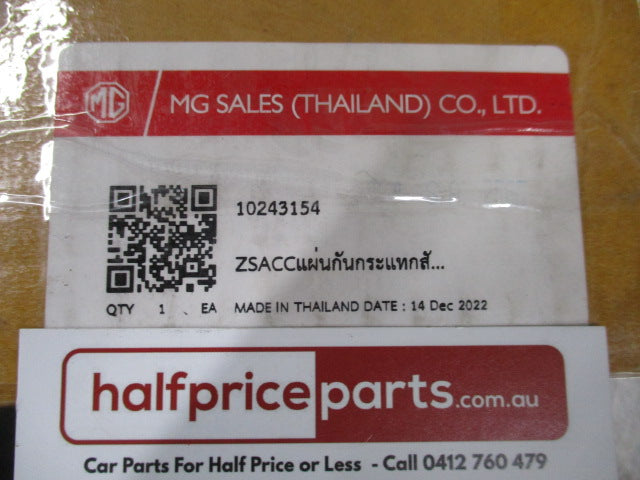 MG
MG SALES (THAILAND) CO., LTD.
10243154
ZSACCแผ่นกันกระแทกสั...
QTY 1 EA MADE IN THAILAND DATE : 14 Dec 2022
halfpriceparts.com.au
Car Parts For Half Price or Less - Call 0412 760 479